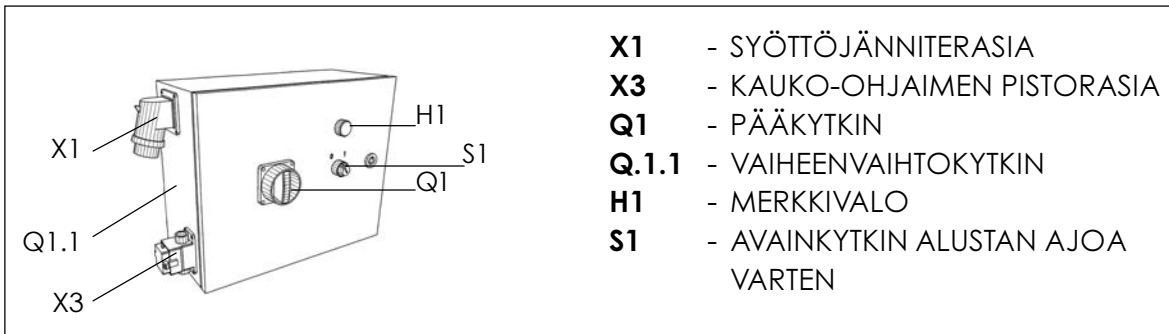 X1
Q1.1
X3
H1
S1
Q1
X1 - SYÖTTÖJÄNNITERASIA
X3 - KAUKO-OHJAIMEN PISTORASIA
Q1 - PÄÄKYTKIN
Q.1.1 - VAIHEENVAIHTOKYTKIN
H1 - MERKKIVALO
S1 - AVAINKYTKIN ALUSTAN AJOA
VARTEN